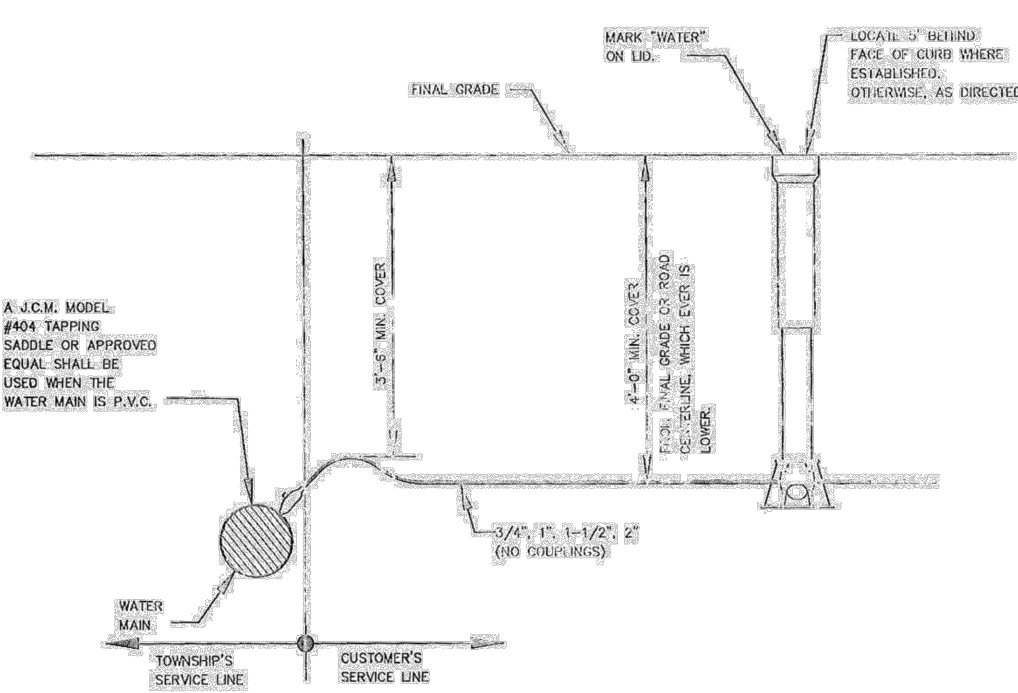 MARK "WATER"
ON LID.
LOCATE 5' BEHIND
FACE OF CURB WHERE
ESTABLISHED.
OTHERWISE, AS DIRECTED
FINAL GRADE
3'-6" MIN. COVER
4'-0" MIN. COVER
FROM FINAL GRADE OR ROAD
CENTERLINE, WHICH EVER IS
LOWER.
A J.C.M. MODEL
#404 TAPPING
SADDLE OR APPROVED
EQUAL SHALL BE
USED WHEN THE
WATER MAIN IS P.V.C.
3/4", 1", 1-1/2", 2"
(NO COUPLINGS)
WATER
MAIN
TOWNSHIP'S
SERVICE LINE
CUSTOMER'S
SERVICE LINE